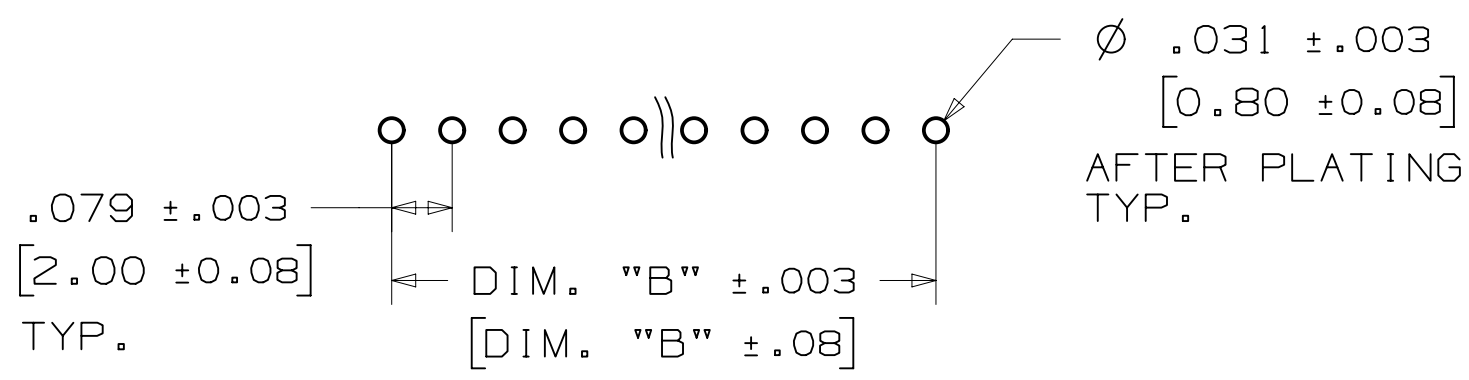 Ø .031 ±.003
[0.80 ±0.08]
AFTER PLATING
TYP.
.079 ±.003
[2.00 ±0.08]
TYP.
DIM. "B" ±.003
[DIM. "B" ±.08]